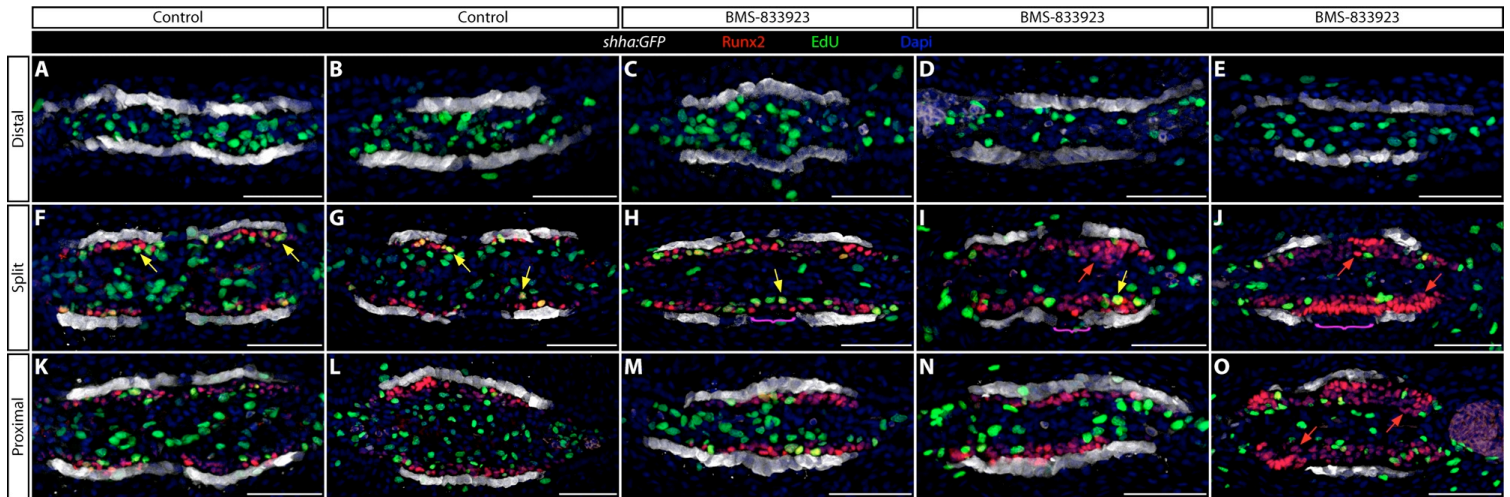 Control Control BMS-833923 BMS-833923 BMS-833923
shha:GFP Runx2 EdU Dapi
Distal
A B C D E
Split
F G H I J
Proximal
K L M N O